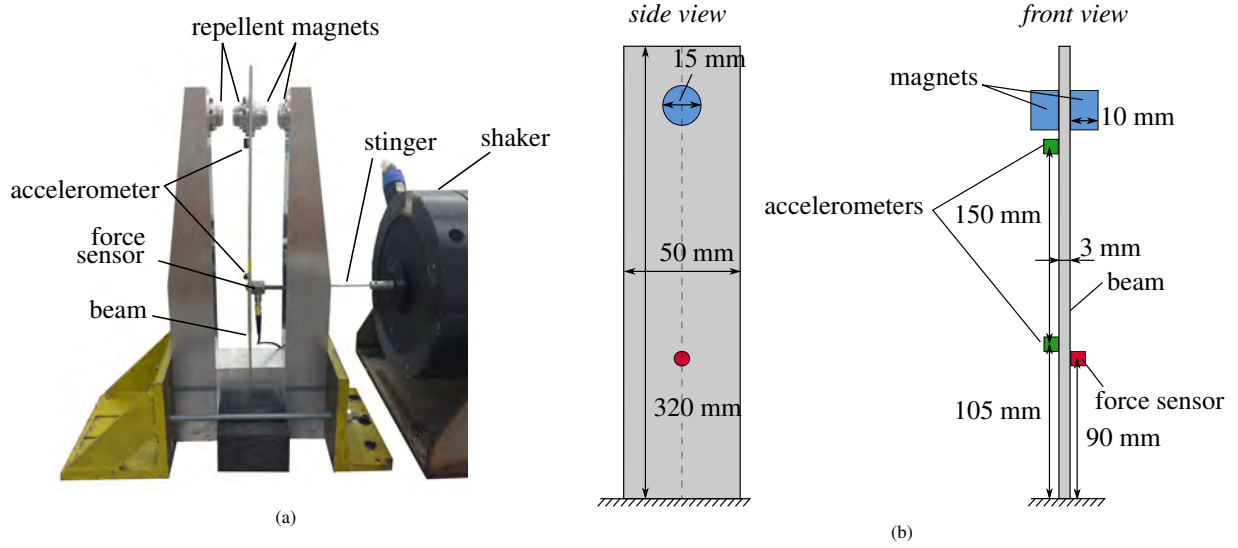 repellent magnets
stinger
shaker
accelerometer
force
sensor
beam
(a)
side view
15 mm
50 mm
320 mm
front view
magnets
10 mm
accelerometers
150 mm
3 mm
beam
105 mm
force sensor
90 mm
(b)